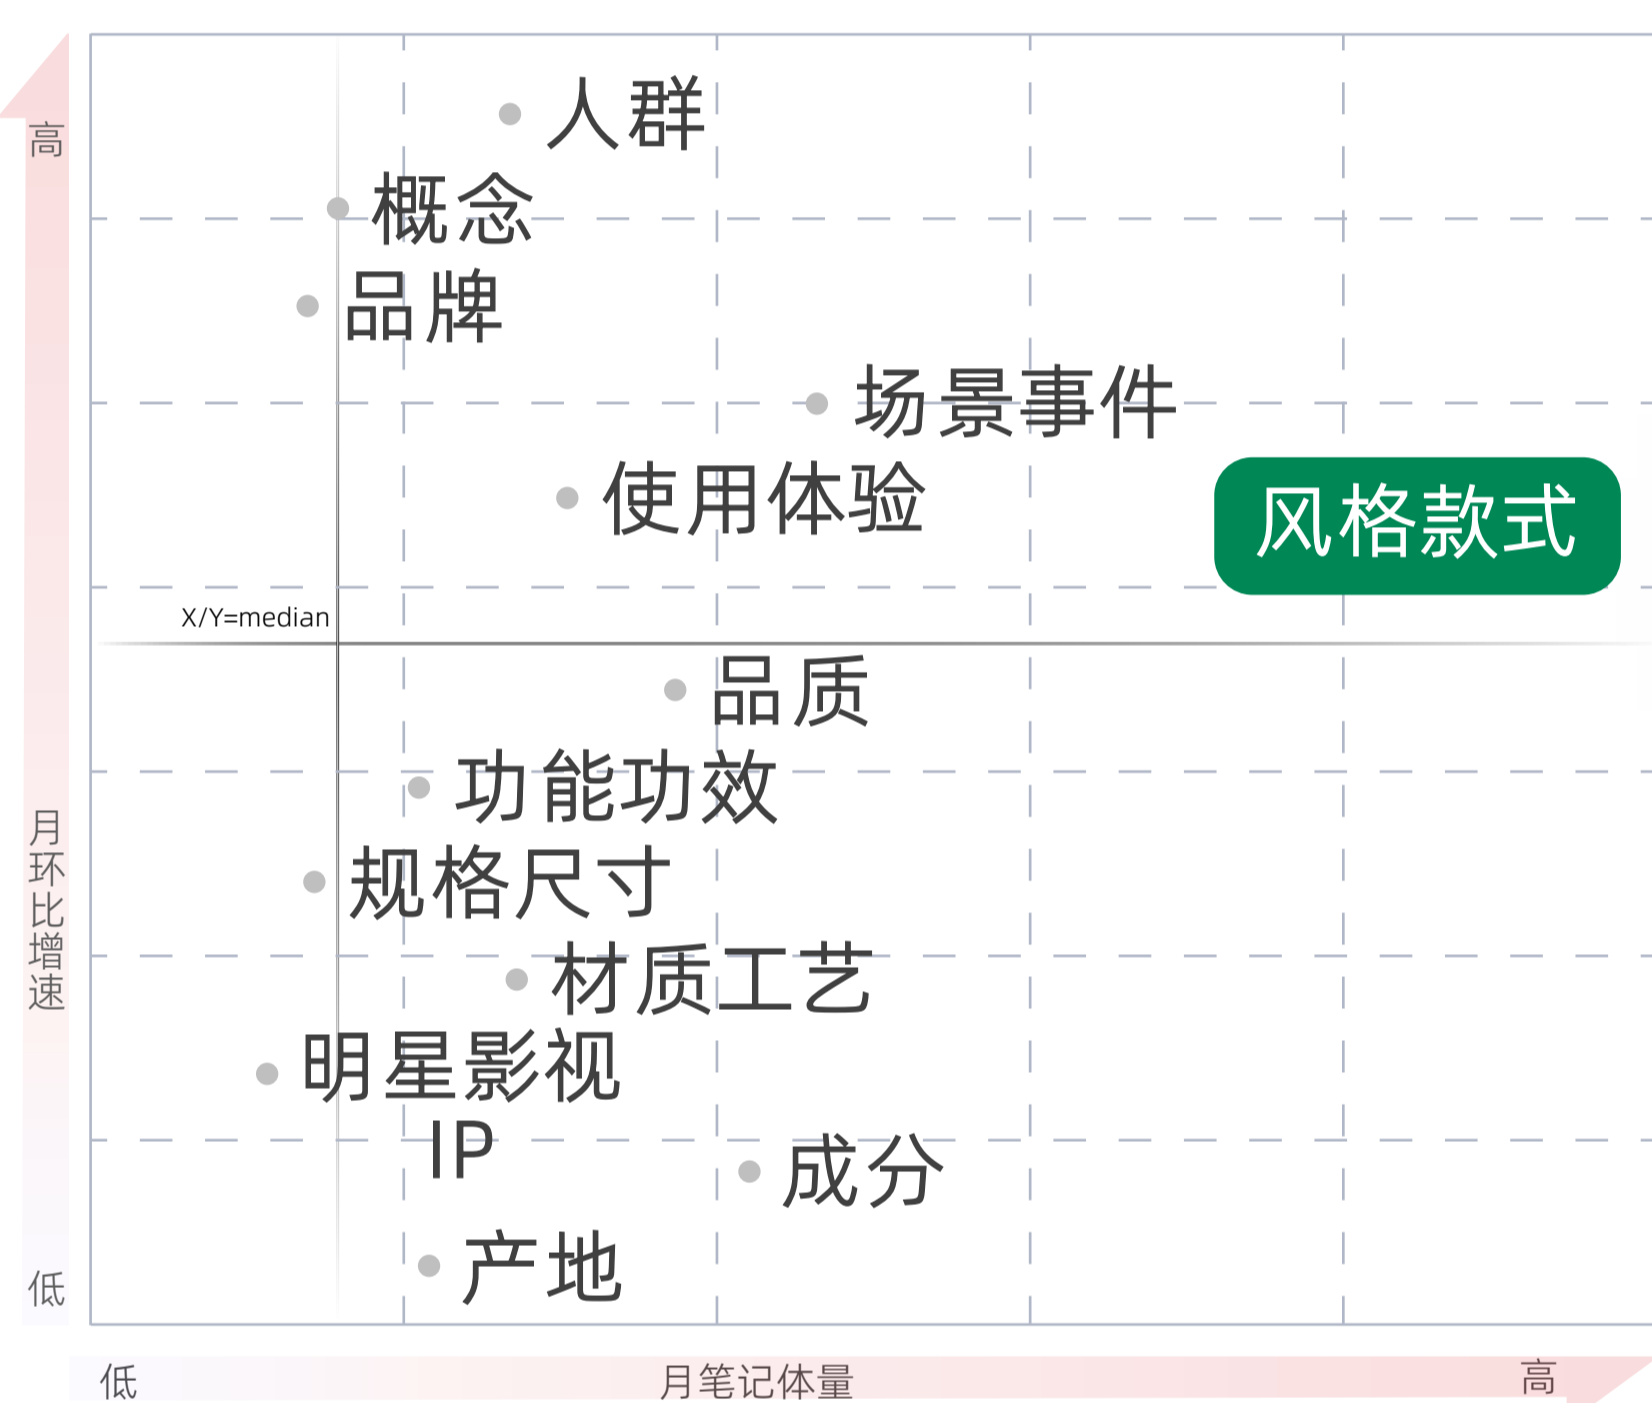 高
人群
概念
品牌
场景事件
使用体验
风格款式
X/Y=median
品质
功能功效
月环比增速
规格尺寸
材质工艺
明星影视
IP
成分
产地
低
低
月笔记体量
高